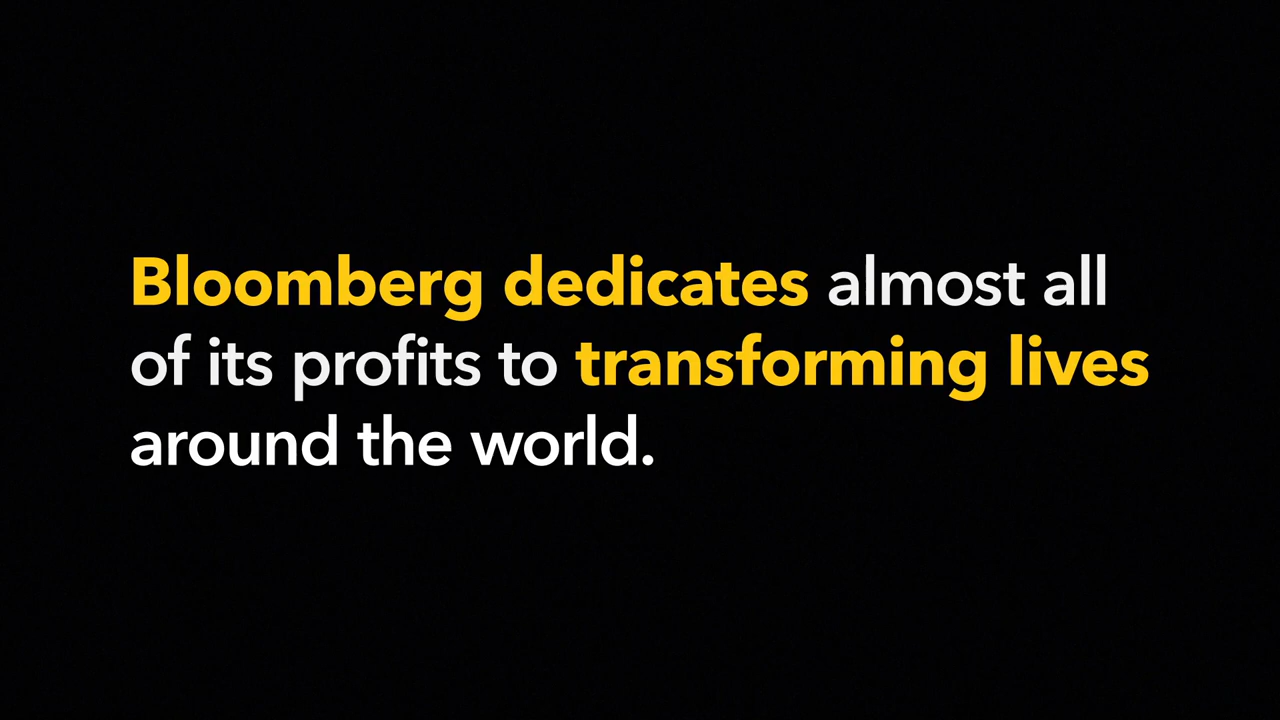 Bloomberg dedicates almost all
of its profits to transforming lives
around the world.